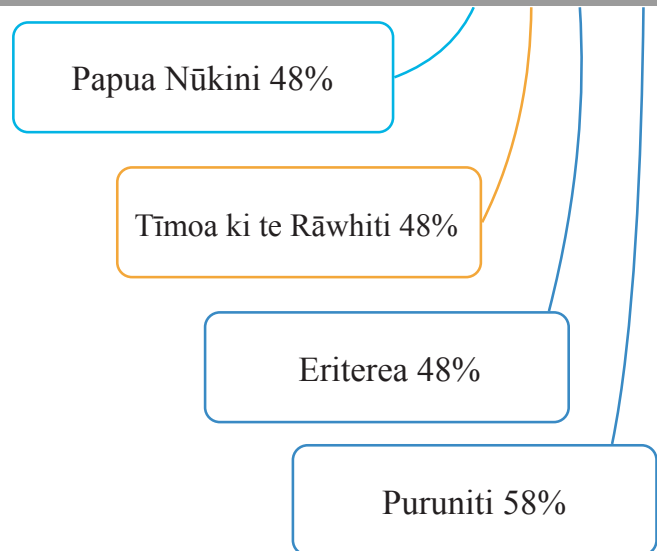 Papua Nūkini 48%
Tīmoa ki te Rāwhiti 48%
Eriterea 48%
Puruniti 58%